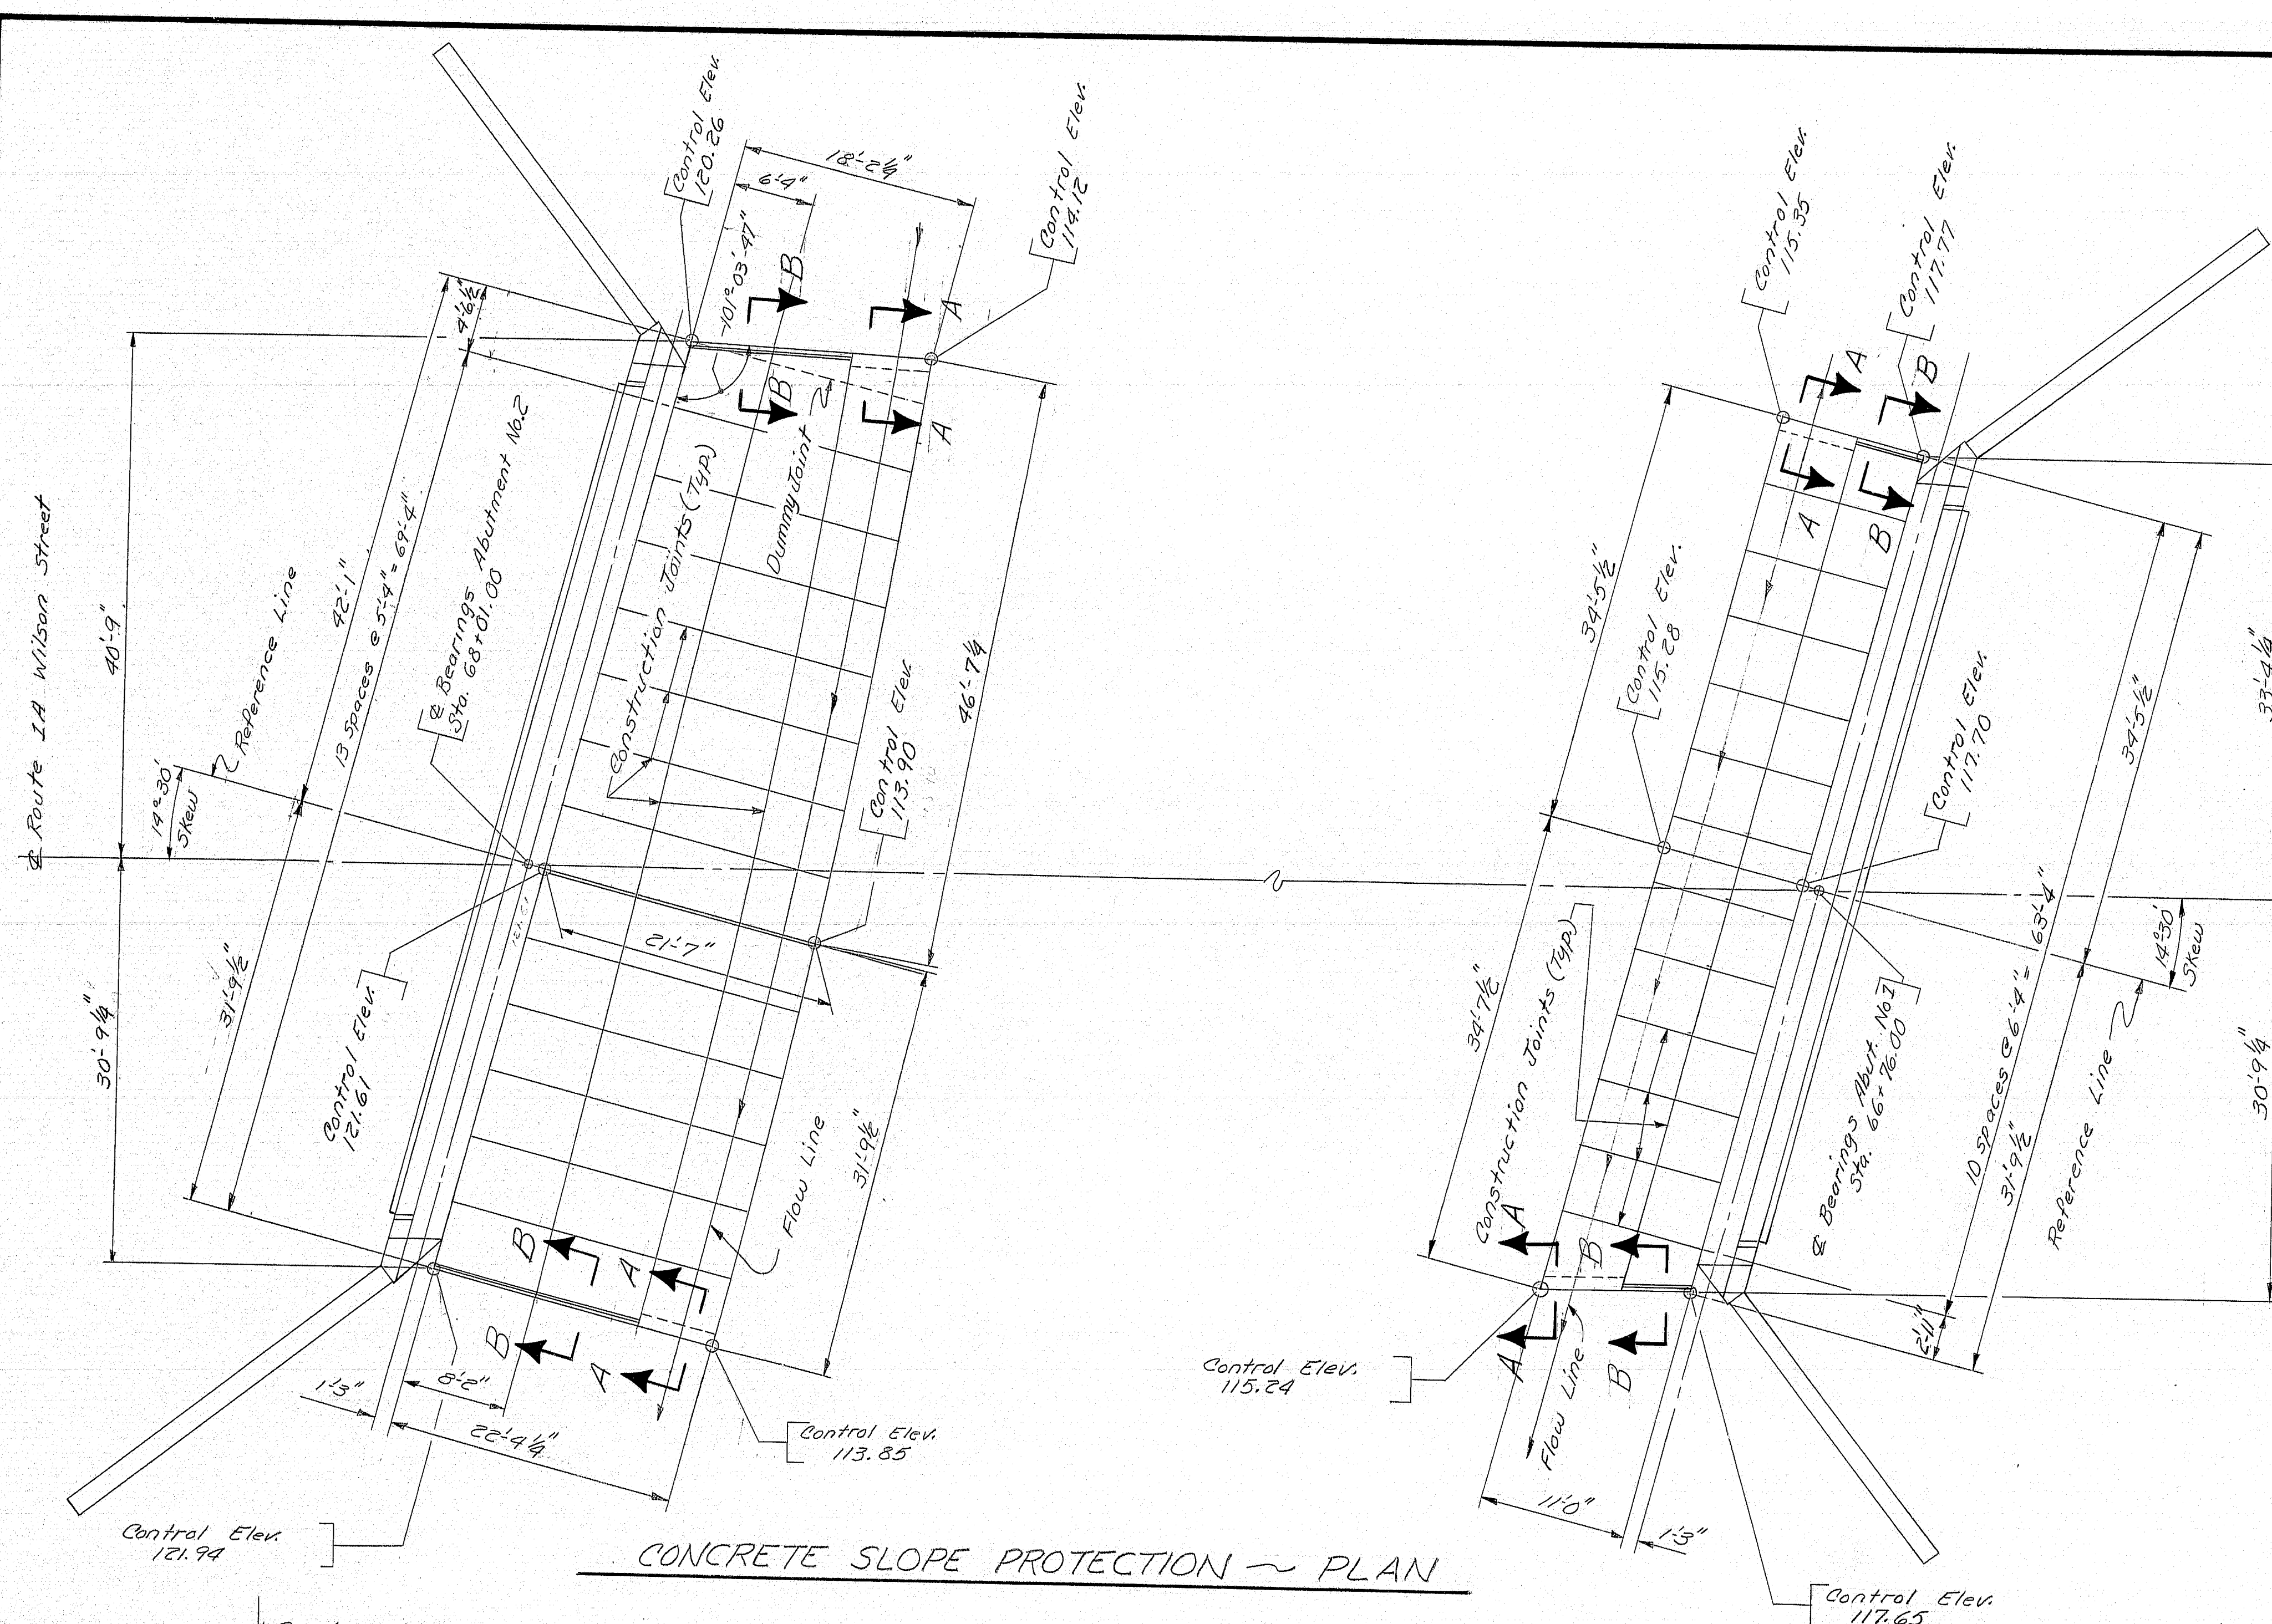 Control Elev.
120.26
18'-2¼"
6'-4"
Control Elev.
114.12
101°-03'-47"
B
B
A
A
4'-6½"
40'-9"
℄ Route 1A Wilson Street
Reference Line
42'-1"
13 Spaces @ 5'-4" = 69'-4"
℄ Bearings Abutment No.2
Sta. 68+01.00
Construction Joints (Typ.)
Dummy Joint
46'-7¼"
Control Elev.
113.90
14°-30'
Skew
121.61
21'-7"
31'-9½"
30'-9¼"
Control Elev.
121.61
Flow Line
31'-9½"
B
A
B
A
1'-3"
8'-2"
22'-4¼"
Control Elev.
113.85
Control Elev.
121.94
Control Elev.
115.35
Control Elev.
117.77
A
B
A
B
34'-5½"
Control Elev.
115.28
Control Elev.
117.70
34'-5½"
33'-4¼"
14°30'
Skew
34'-7½"
Construction Joints (Typ.)
℄ Bearings Abut. No 1
Sta. 66+76.00
10 Spaces @ 6'-4" = 63'-4"
31'-9½"
Reference Line
30'-9¼"
A
B
A
B
2'-11"
Control Elev.
115.24
Flow Line
11'-0"
1'-3"
Control Elev.
117.65
CONCRETE SLOPE PROTECTION ~ PLAN